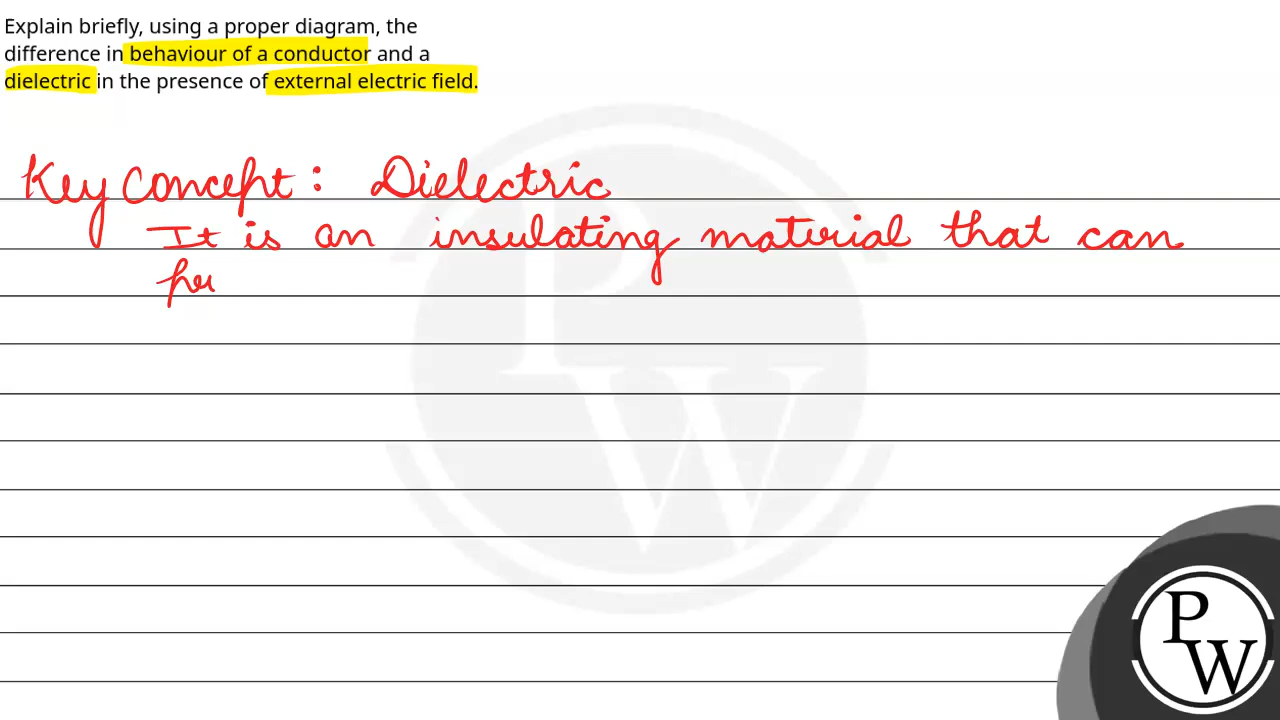 Explain briefly, using a proper diagram, the
difference in behaviour of a conductor and a
dielectric in the presence of external electric field.
Key Concept: Dielectric
It is an insulating material that can
P
W
P
W